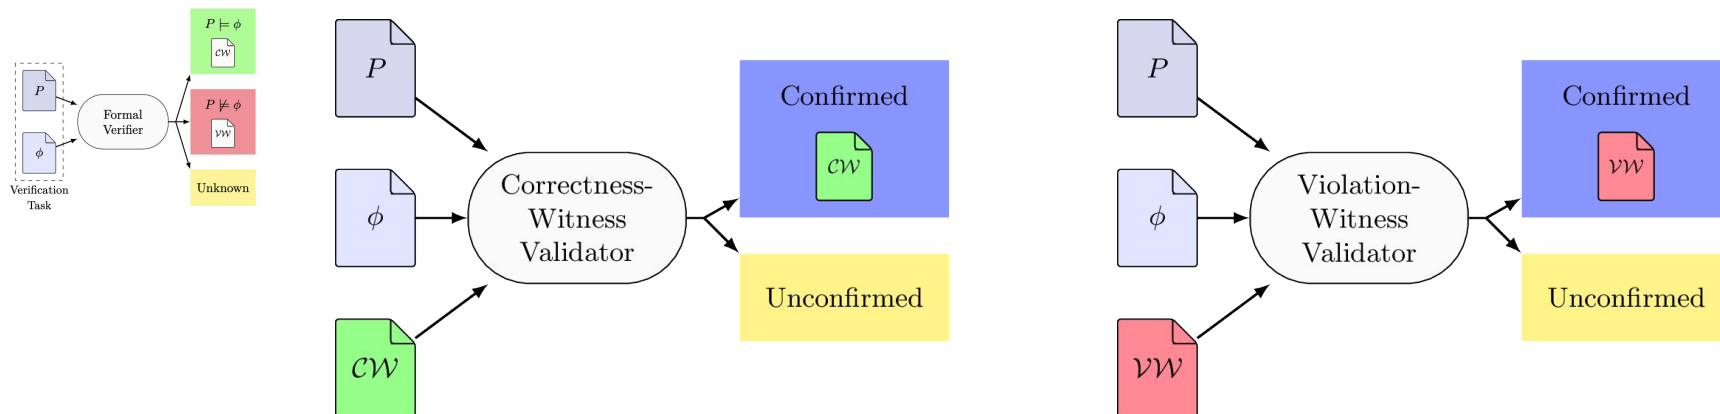 P
ϕ
Verification
Task
Formal
Verifier
P ⊨ ϕ
CW
P ⊭ ϕ
VW
Unknown
P
ϕ
CW
Correctness-
Witness
Validator
Confirmed
CW
Unconfirmed
P
ϕ
VW
Violation-
Witness
Validator
Confirmed
VW
Unconfirmed